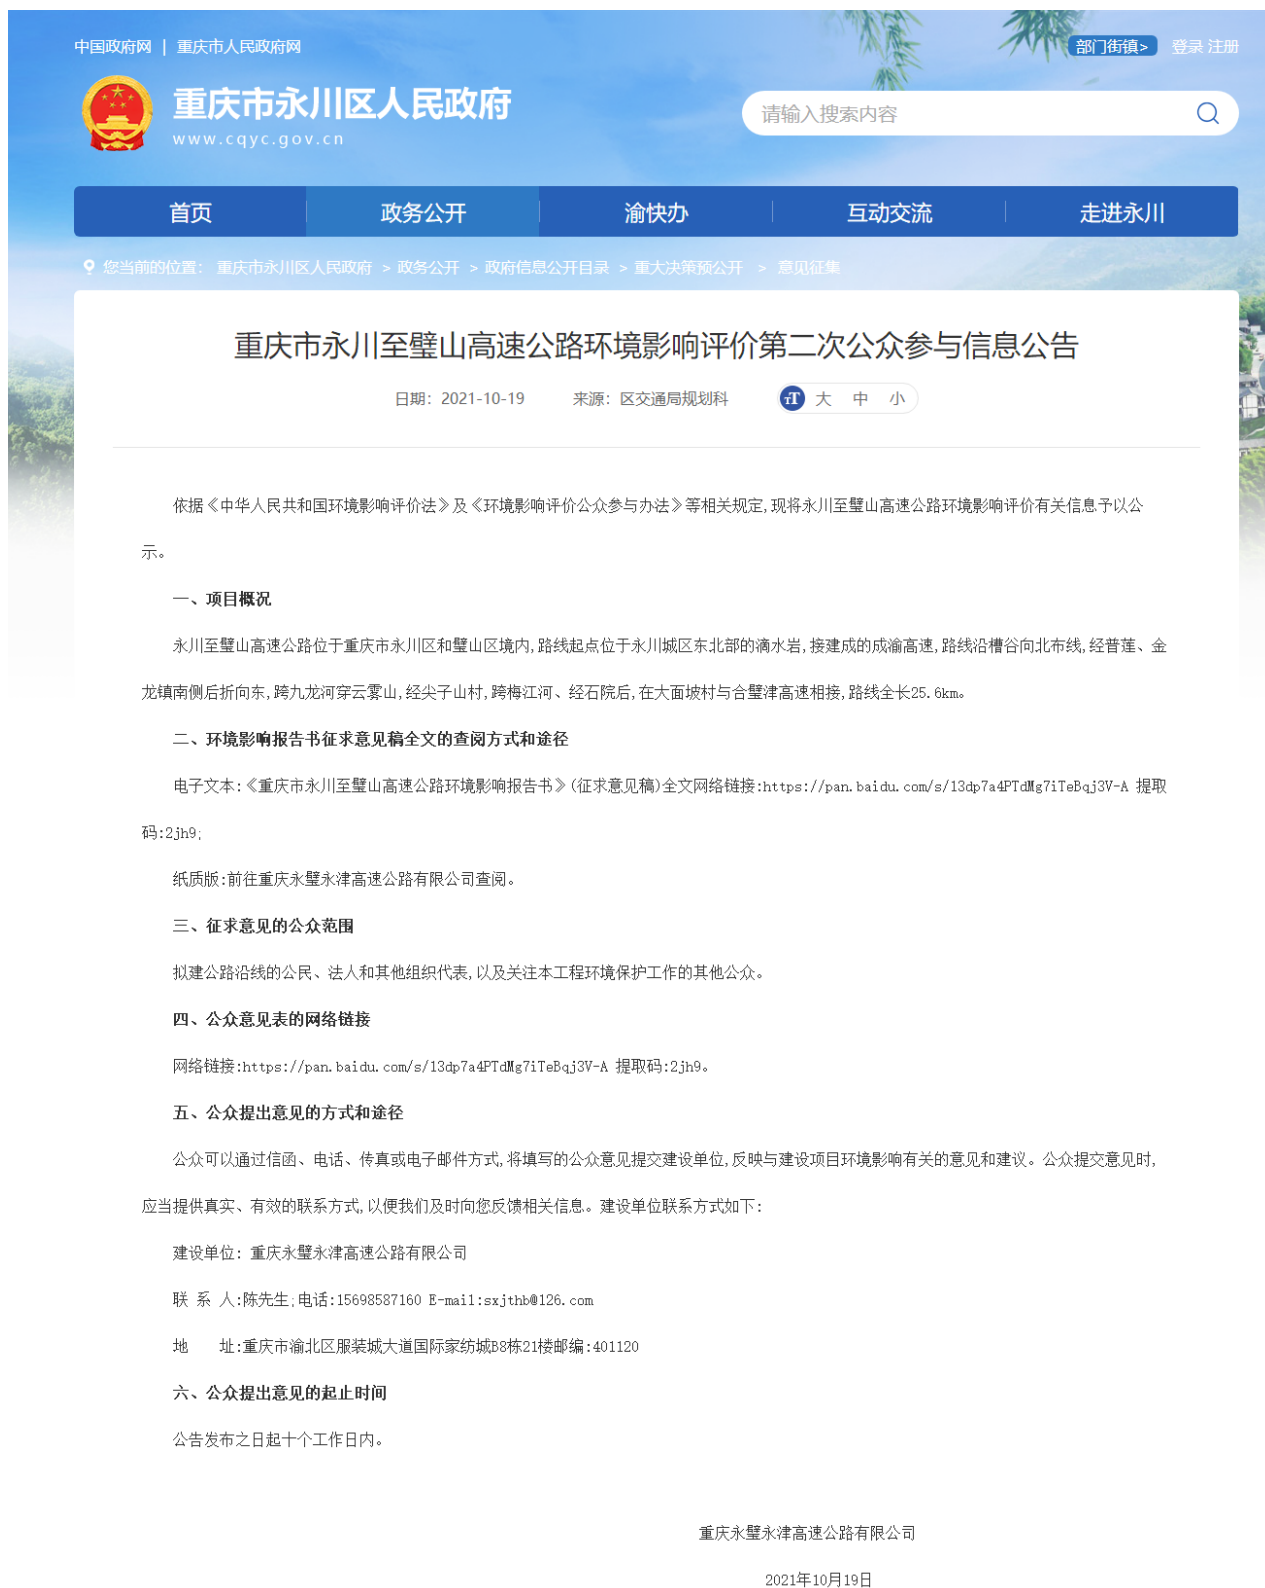 中国政府网 | 重庆市人民政府网
部门街镇> 登录 注册
重庆市永川区人民政府
www.cqyc.gov.cn
请输入搜索内容
首页 政务公开 渝快办 互动交流 走进永川
您当前的位置： 重庆市永川区人民政府 > 政务公开 > 政府信息公开目录 > 重大决策预公开 > 意见征集
重庆市永川至璧山高速公路环境影响评价第二次公众参与信息公告
日期：2021-10-19 来源：区交通局规划科 TT 大 中 小
依据《中华人民共和国环境影响评价法》及《环境影响评价公众参与办法》等相关规定,现将永川至璧山高速公路环境影响评价有关信息予以公
示。
一、项目概况
永川至璧山高速公路位于重庆市永川区和璧山区境内,路线起点位于永川城区东北部的滴水岩,接建成的成渝高速,路线沿槽谷向北布线,经普莲、金
龙镇南侧后折向东,跨九龙河穿云雾山,经尖子山村,跨梅江河、经石院后,在大面坡村与合璧津高速相接,路线全长25.6km。
二、环境影响报告书征求意见稿全文的查阅方式和途径
电子文本:《重庆市永川至璧山高速公路环境影响报告书》(征求意见稿)全文网络链接:https://pan.baidu.com/s/13dp7a4PTdMg7iTeBqj3V-A 提取
码:2jh9;
纸质版:前往重庆永璧永津高速公路有限公司查阅。
三、征求意见的公众范围
拟建公路沿线的公民、法人和其他组织代表,以及关注本工程环境保护工作的其他公众。
四、公众意见表的网络链接
网络链接:https://pan.baidu.com/s/13dp7a4PTdMg7iTeBqj3V-A 提取码:2jh9。
五、公众提出意见的方式和途径
公众可以通过信函、电话、传真或电子邮件方式,将填写的公众意见提交建设单位,反映与建设项目环境影响有关的意见和建议。公众提交意见时,
应当提供真实、有效的联系方式,以便我们及时向您反馈相关信息。建设单位联系方式如下:
建设单位: 重庆永璧永津高速公路有限公司
联 系 人:陈先生;电话:15698587160 E-mail:sxjthb@126.com
地 址:重庆市渝北区服装城大道国际家纺城B8栋21楼邮编:401120
六、公众提出意见的起止时间
公告发布之日起十个工作日内。
重庆永璧永津高速公路有限公司
2021年10月19日